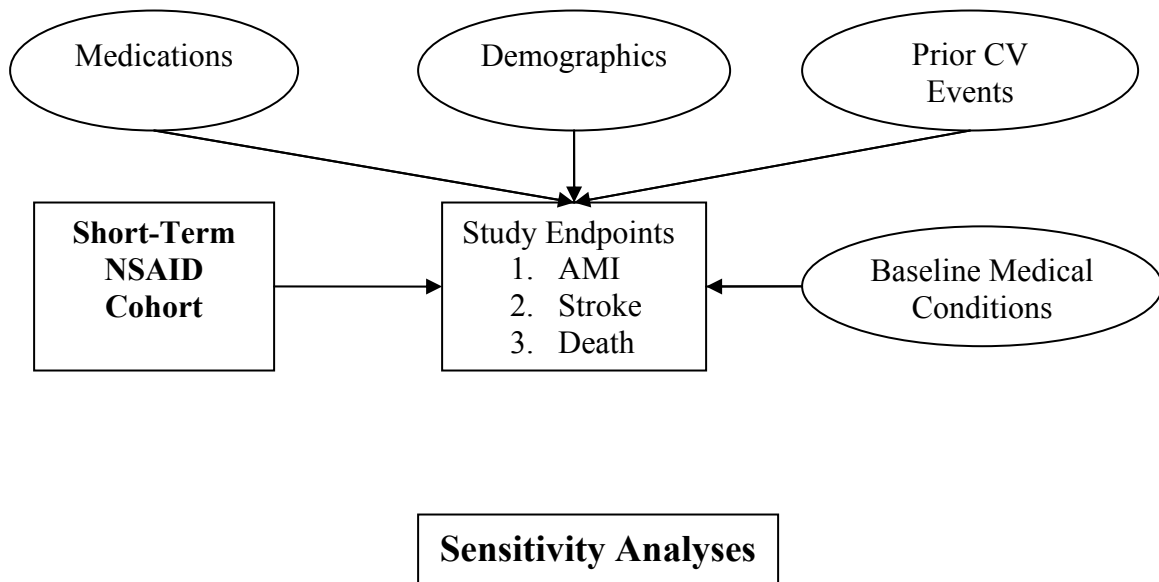 Medications
Demographics
Prior CV
Events
Short-Term
NSAID
Cohort
Study Endpoints
1. AMI
2. Stroke
3. Death
Baseline Medical
Conditions
Sensitivity Analyses